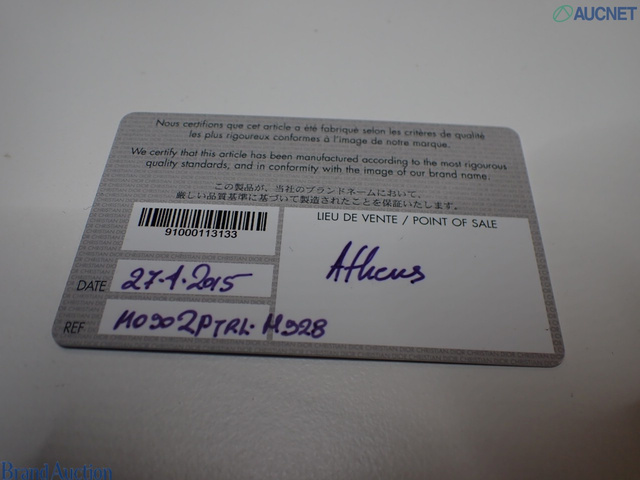 AUCNET
Nous certifions que cet article a été fabriqué selon les critères de qualité
les plus rigoureux conformes à l'image de notre marque.
We certify that this article has been manufactured according to the most rigourous
quality standards, and in conformity with the image of our brand name.
この製品が、当社のブランドネームにおいて、
厳しい品質基準に基づいて製造されたことを保証いたします。
91000113133
LIEU DE VENTE / POINT OF SALE
Athens
DATE 27.1.2015
REF M0902PTRL. M928
Brand Auction